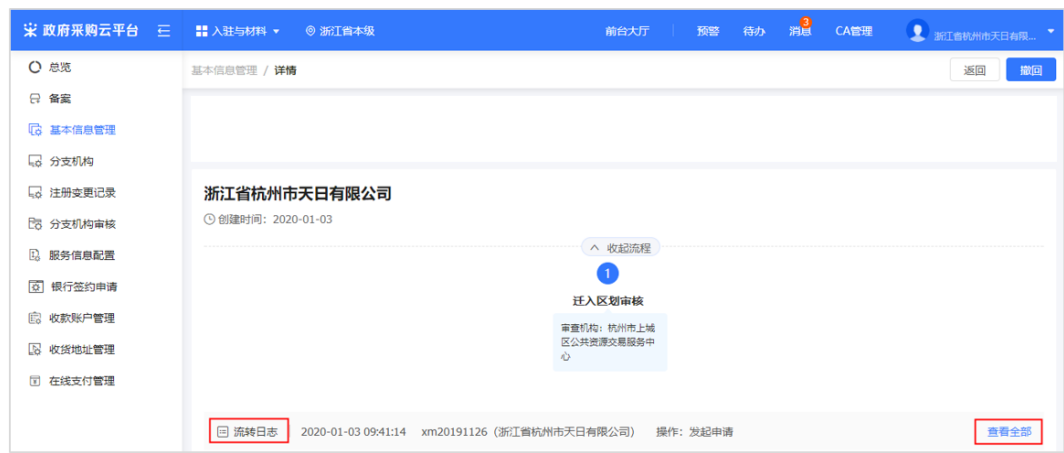 政府采购云平台 入驻与材料 浙江省本级 前台大厅 预警 待办 消息 3 CA管理 浙江省杭州市天日有限...
总览
基本信息管理 / 详情 返回 撤回
备案
基本信息管理
分支机构
注册变更记录
分支机构审核
服务信息配置
银行签约申请
收款账户管理
收货地址管理
在线支付管理
浙江省杭州市天日有限公司
创建时间：2020-01-03
收起流程
1
迁入区划审核
审查机构：杭州市上城
区公共资源交易服务中
心
流转日志 2020-01-03 09:41:14 xm20191126（浙江省杭州市天日有限公司） 操作：发起申请 查看全部